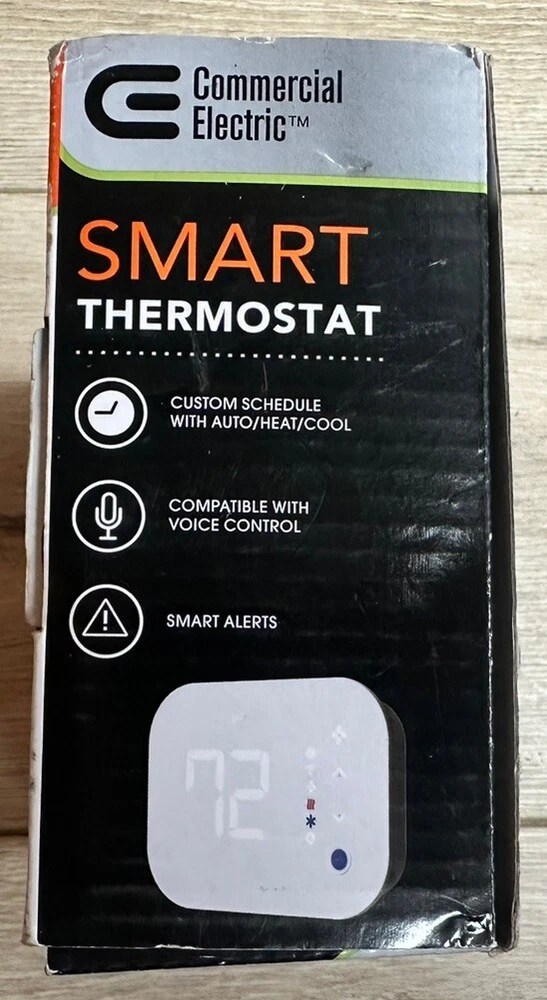 Commercial
Electric™
SMART
THERMOSTAT
CUSTOM SCHEDULE
WITH AUTO/HEAT/COOL
COMPATIBLE WITH
VOICE CONTROL
SMART ALERTS
72